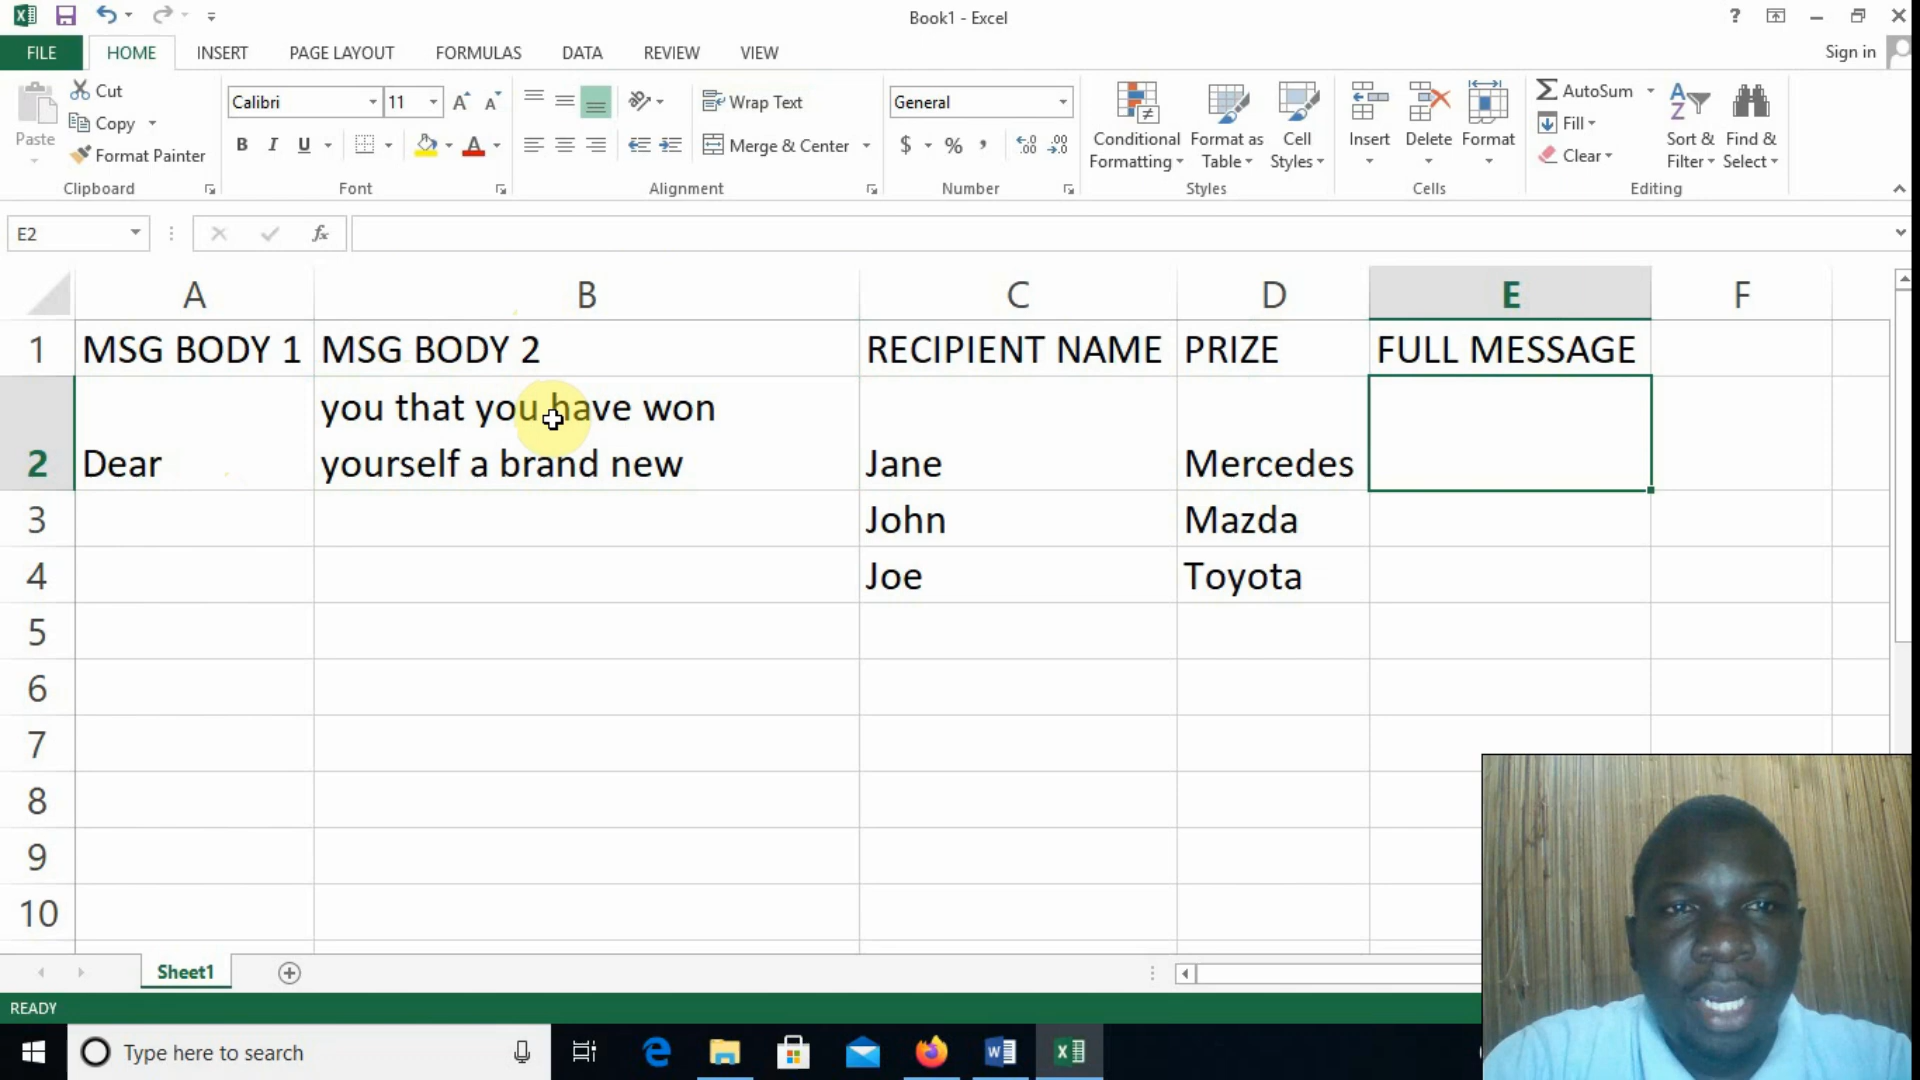 Book1 - Excel
?
FILE HOME INSERT PAGE LAYOUT FORMULAS DATA REVIEW VIEW
Sign in
Paste
Cut
Copy
Format Painter
Clipboard
Calibri 11
B I U
Font
Wrap Text
Merge & Center
Alignment
General
$ % ,
Number
Conditional Formatting
Format as Table
Cell Styles
Styles
Insert
Delete
Format
Cells
AutoSum
Fill
Clear
Sort & Filter
Find & Select
Editing
E2
fx
A B C D E F
1 MSG BODY 1 MSG BODY 2 RECIPIENT NAME PRIZE FULL MESSAGE
you that you have won
2 Dear yourself a brand new Jane Mercedes
3 John Mazda
4 Joe Toyota
5
6
7
8
9
10
Sheet1
READY
Type here to search